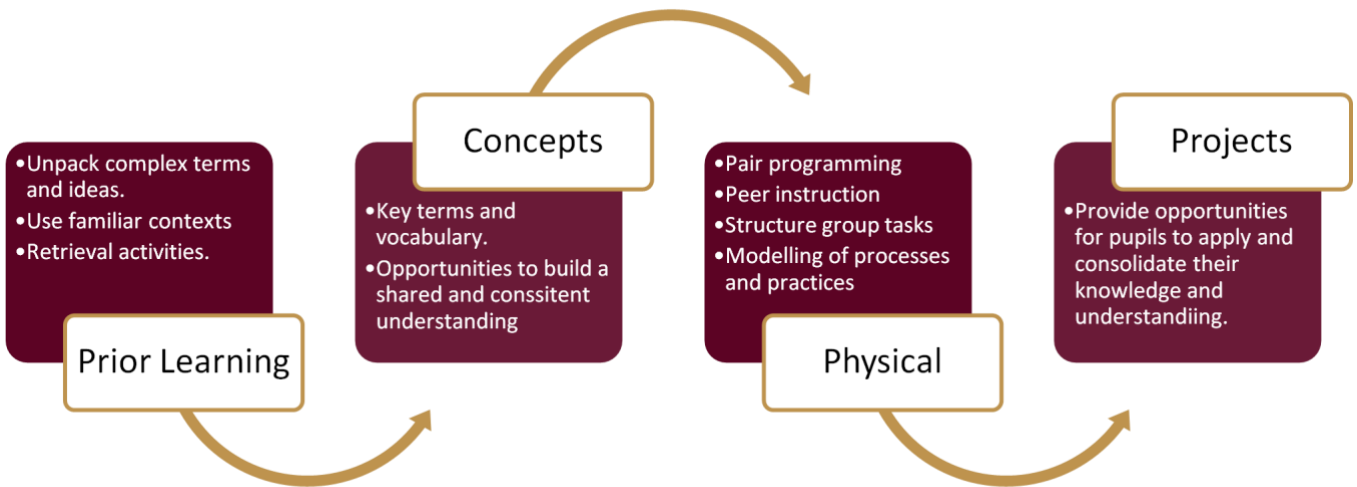 •Unpack complex terms
and ideas.
•Use familiar contexts
•Retrieval activities.
Prior Learning
Concepts
•Key terms and
vocabulary.
•Opportunities to build a
shared and conssitent
understanding
•Pair programming
•Peer instruction
•Structure group tasks
•Modelling of processes
and practices
Physical
Projects
•Provide opportunities
for pupils to apply and
consolidate their
knowledge and
understandiing.